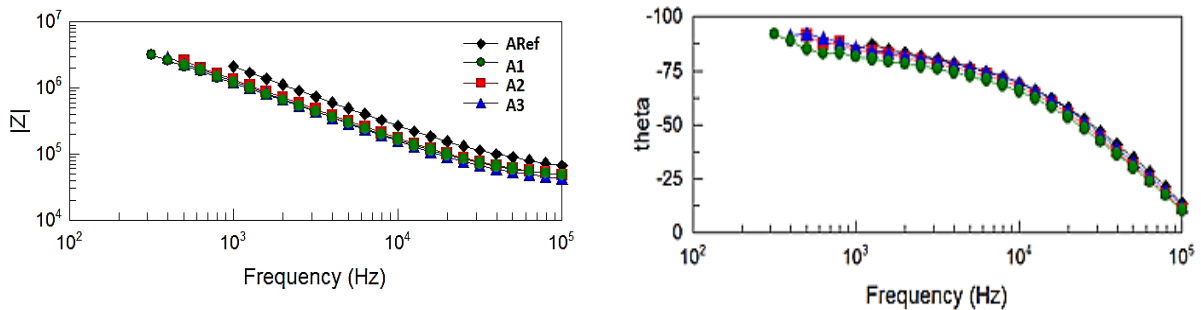 10⁷
10⁶
10⁵
10⁴
|Z|
ARef
A1
A2
A3
10² 10³ 10⁴ 10⁵
Frequency (Hz)
-100
-75
-50
-25
0
theta
10² 10³ 10⁴ 10⁵
Frequency (Hz)